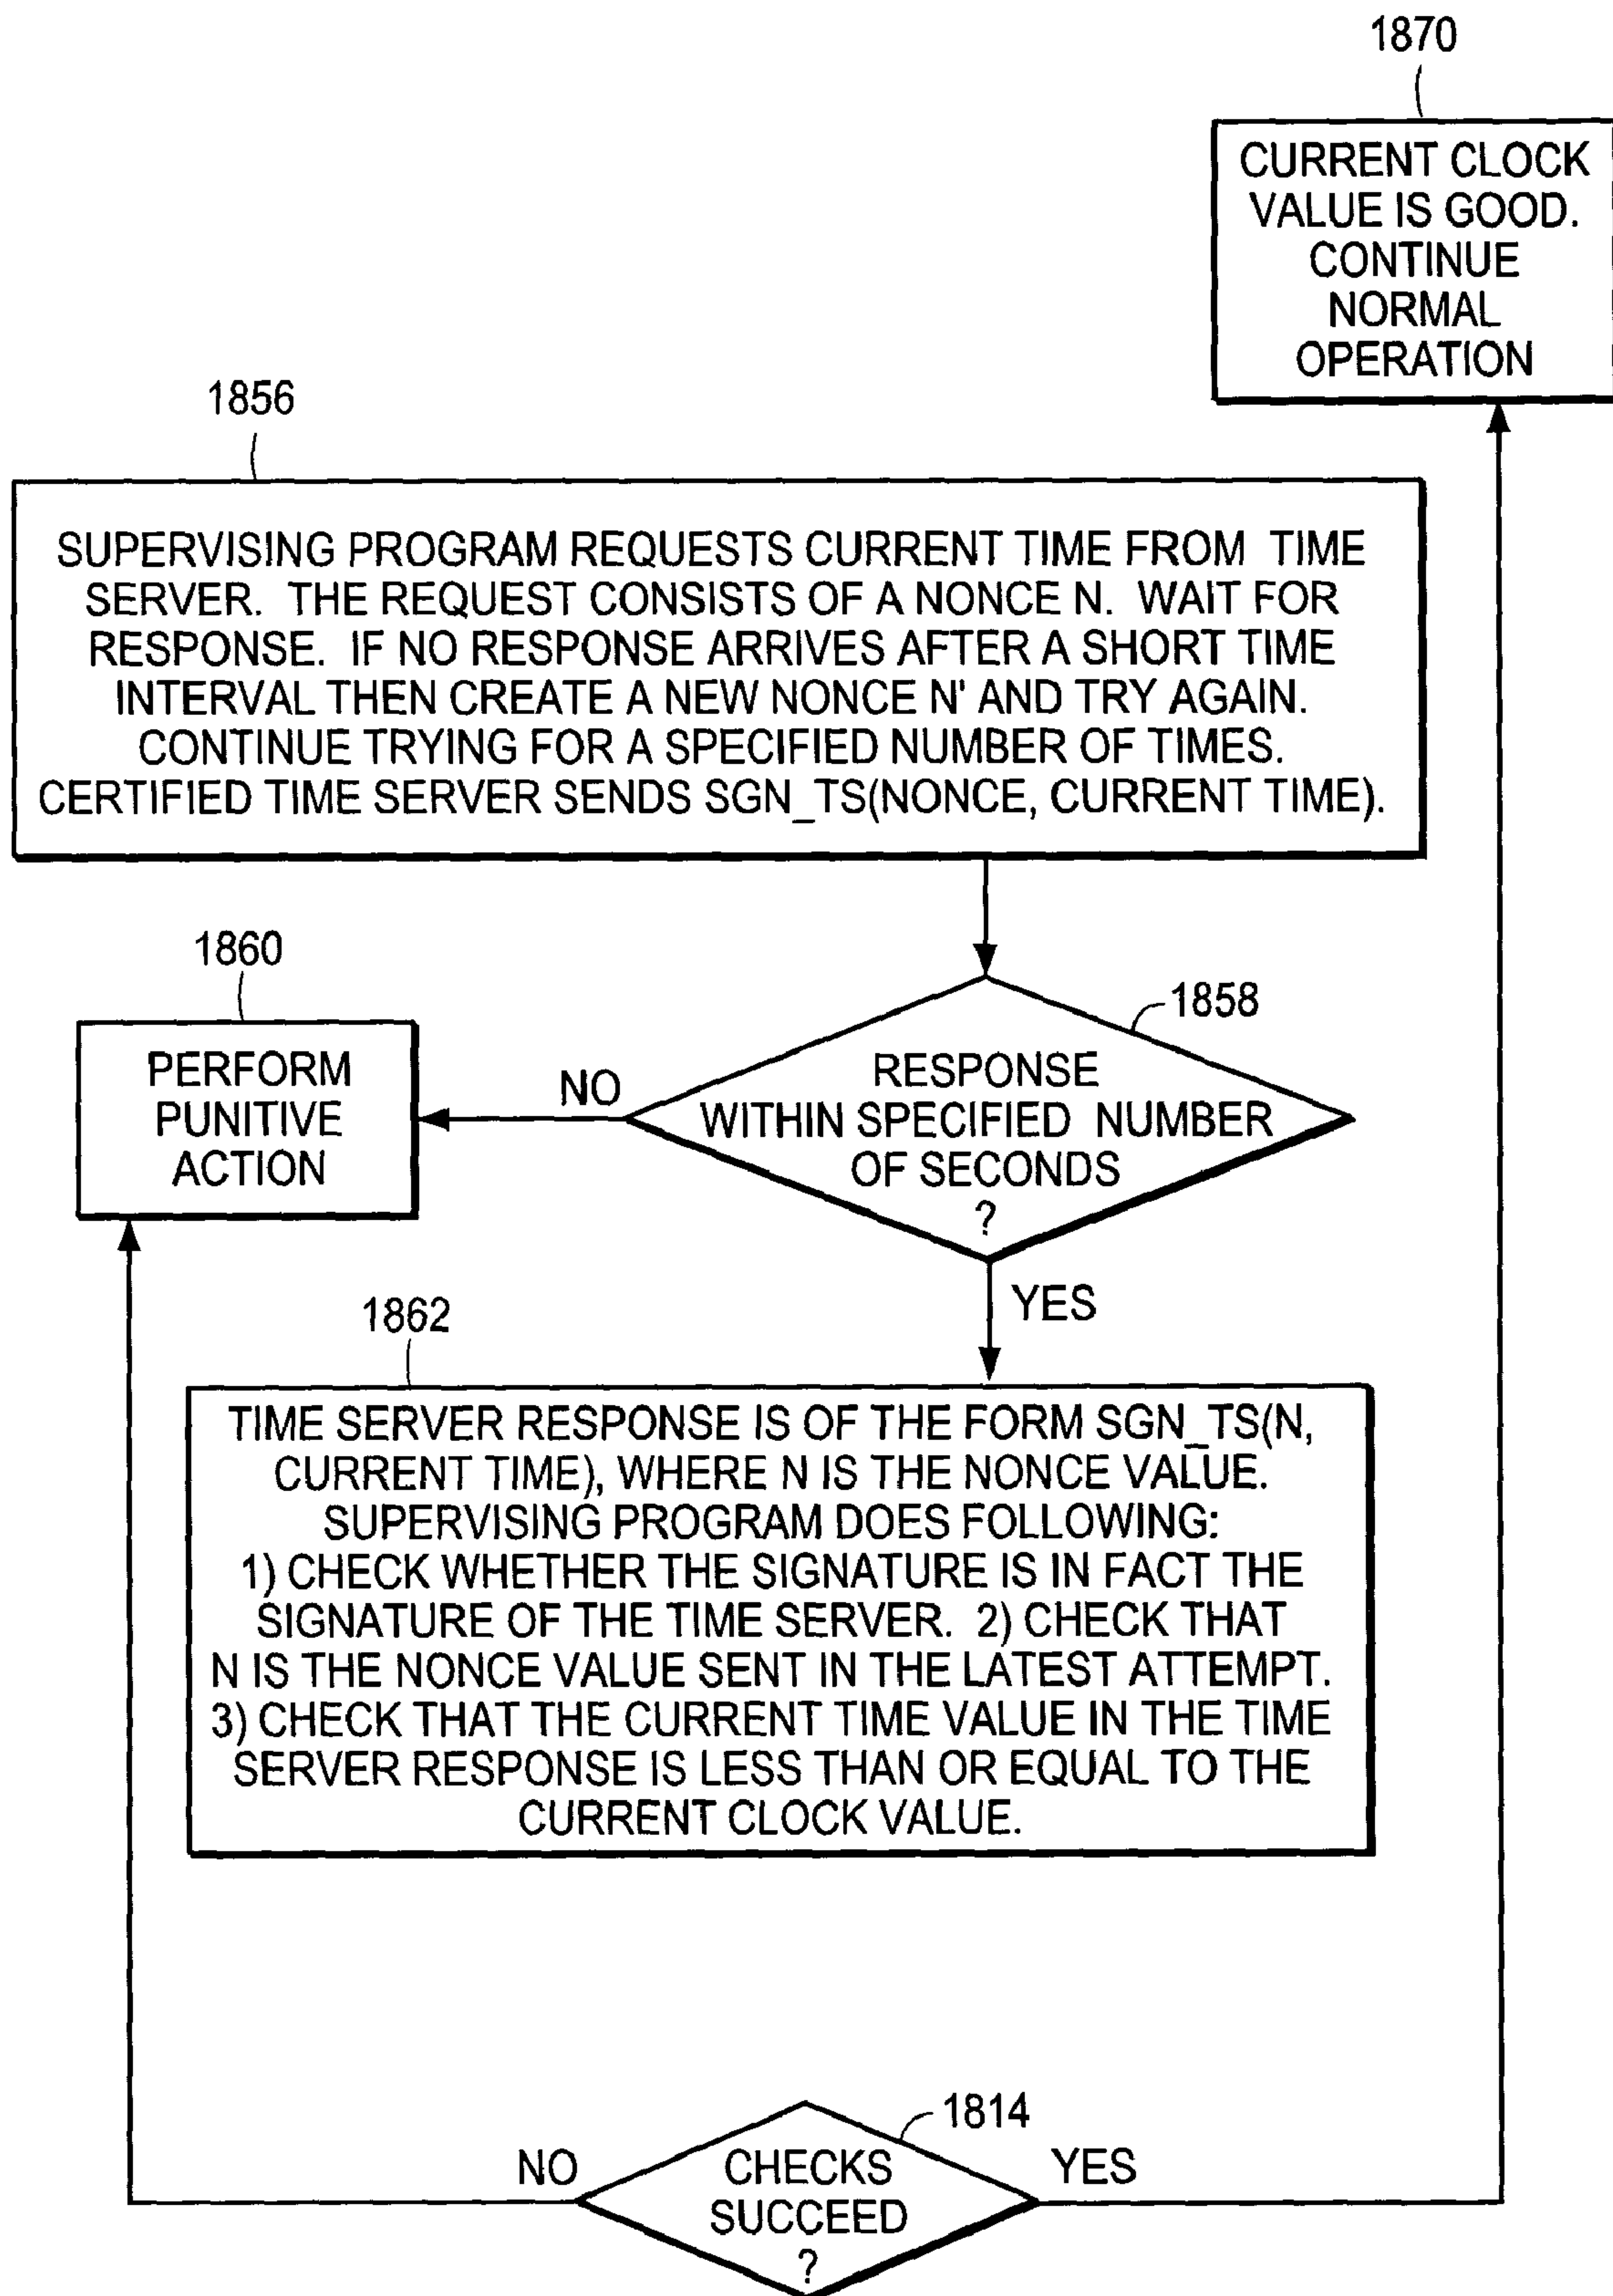 1870
CURRENT CLOCK
VALUE IS GOOD.
CONTINUE
NORMAL
OPERATION
1856
SUPERVISING PROGRAM REQUESTS CURRENT TIME FROM TIME
SERVER. THE REQUEST CONSISTS OF A NONCE N. WAIT FOR
RESPONSE. IF NO RESPONSE ARRIVES AFTER A SHORT TIME
INTERVAL THEN CREATE A NEW NONCE N' AND TRY AGAIN.
CONTINUE TRYING FOR A SPECIFIED NUMBER OF TIMES.
CERTIFIED TIME SERVER SENDS SGN_TS(NONCE, CURRENT TIME).
1860
PERFORM
PUNITIVE
ACTION
NO
1858
RESPONSE
WITHIN SPECIFIED NUMBER
OF SECONDS
?
YES
1862
TIME SERVER RESPONSE IS OF THE FORM SGN_TS(N,
CURRENT TIME), WHERE N IS THE NONCE VALUE.
SUPERVISING PROGRAM DOES FOLLOWING:
1) CHECK WHETHER THE SIGNATURE IS IN FACT THE
SIGNATURE OF THE TIME SERVER. 2) CHECK THAT
N IS THE NONCE VALUE SENT IN THE LATEST ATTEMPT.
3) CHECK THAT THE CURRENT TIME VALUE IN THE TIME
SERVER RESPONSE IS LESS THAN OR EQUAL TO THE
CURRENT CLOCK VALUE.
1814
NO
CHECKS
SUCCEED
?
YES